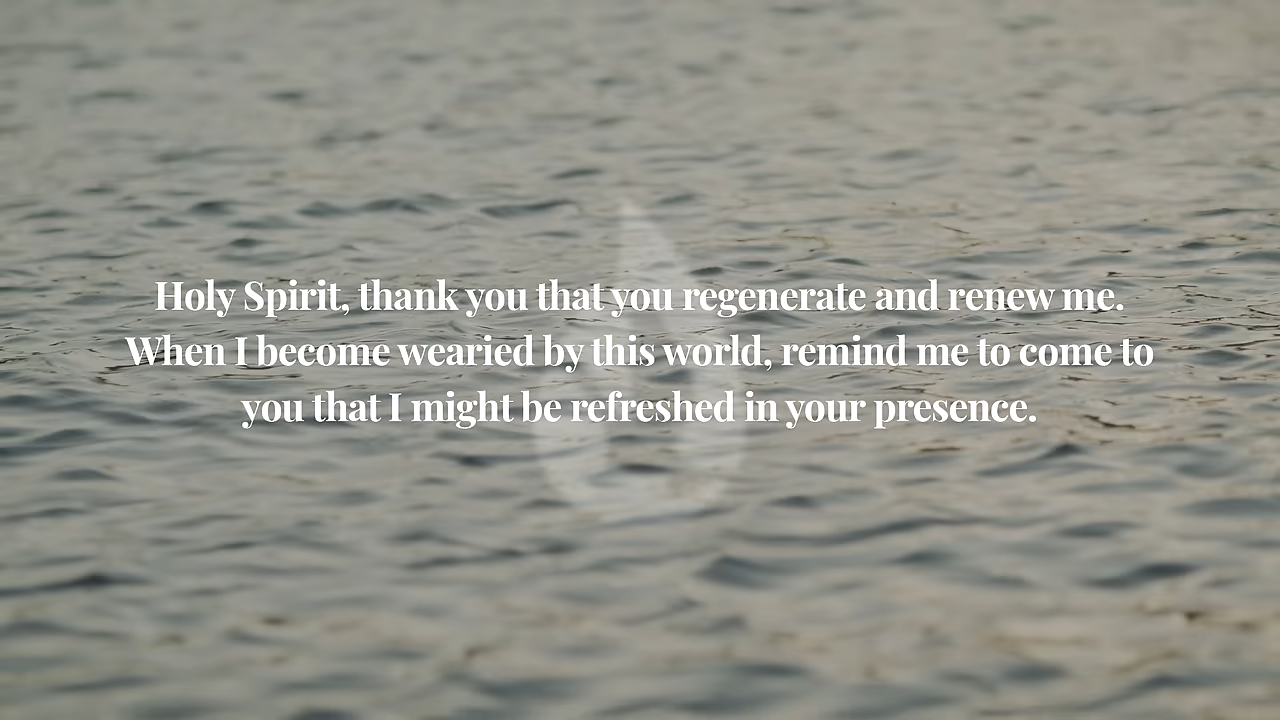 Holy Spirit, thank you that you regenerate and renew me.
When I become wearied by this world, remind me to come to
you that I might be refreshed in your presence.